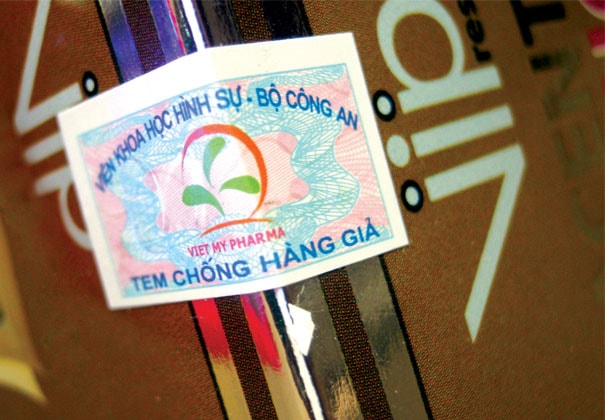 VIỆN KHOA HỌC HÌNH SỰ - BỘ CÔNG AN
VIET MY PHARMA
TEM CHỐNG HÀNG GIẢ